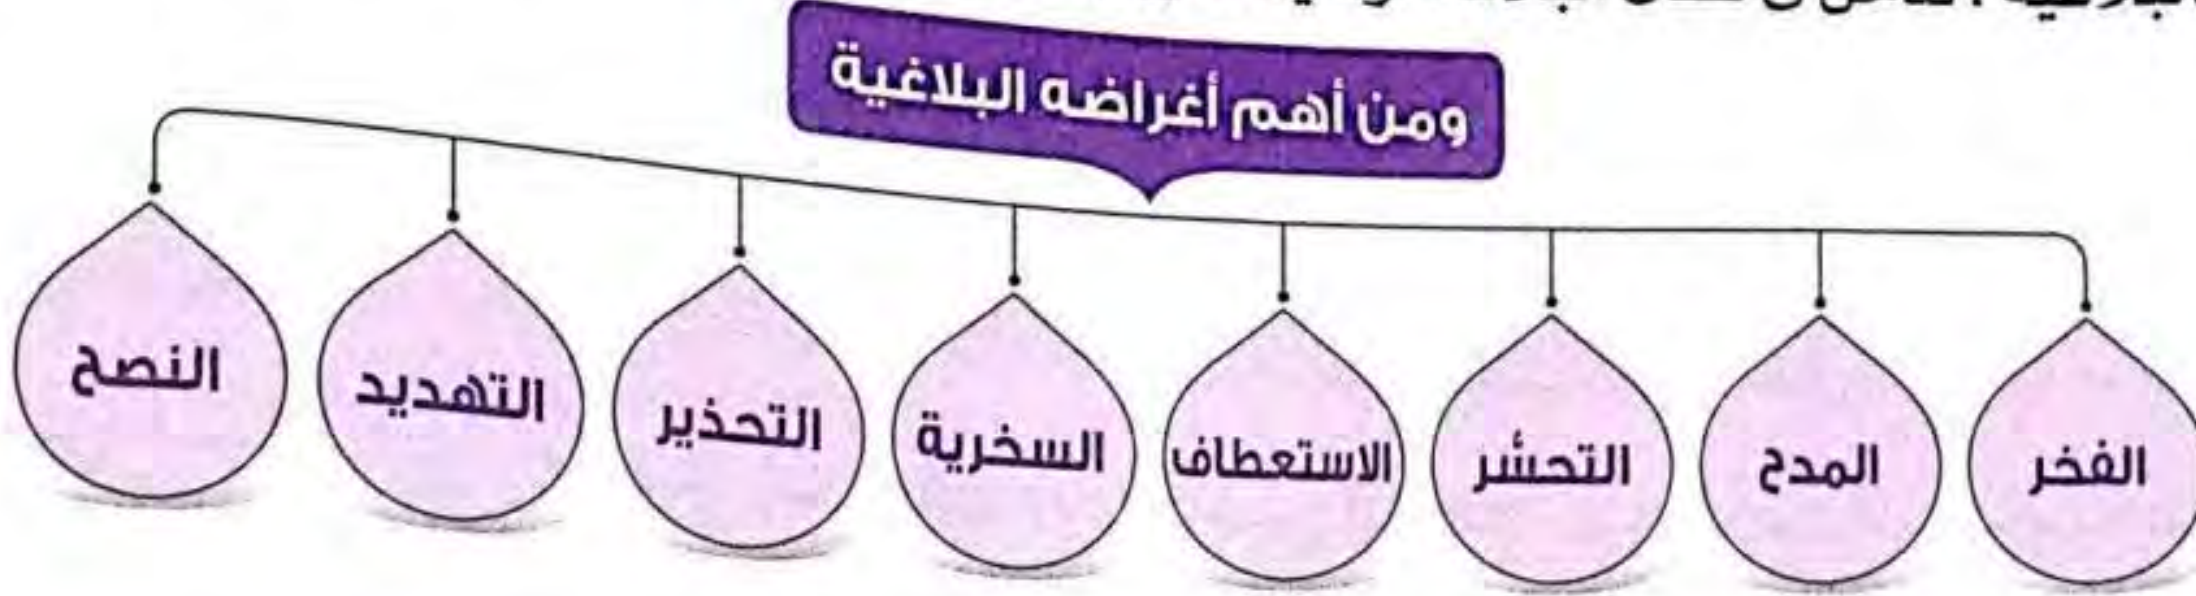 ومن أهم أغراضه البلاغية
الفخر
المدح
التحسُّر
الاستعطاف
السخرية
التحذير
التهديد
النصح